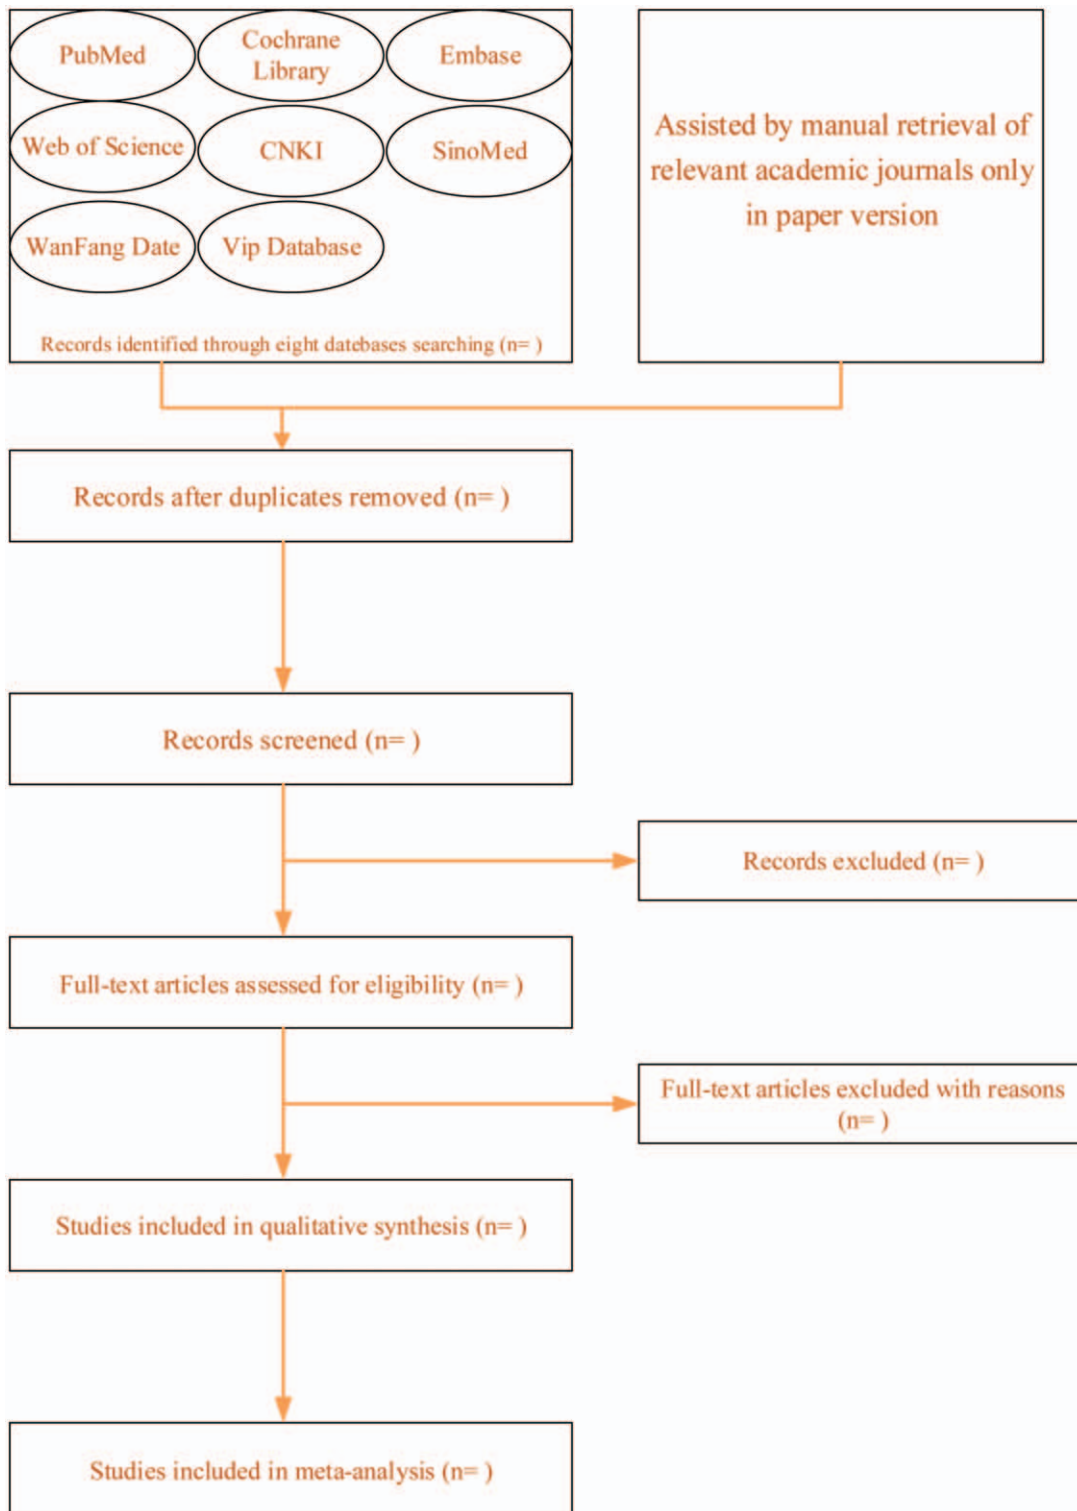 PubMed
Cochrane
Library
Embase
Web of Science
CNKI
SinoMed
WanFang Date
Vip Database
Records identified through eight datebases searching (n= )
Assisted by manual retrieval of
relevant academic journals only
in paper version
Records after duplicates removed (n= )
Records screened (n= )
Records excluded (n= )
Full-text articles assessed for eligibility (n= )
Full-text articles excluded with reasons
(n= )
Studies included in qualitative synthesis (n= )
Studies included in meta-analysis (n= )